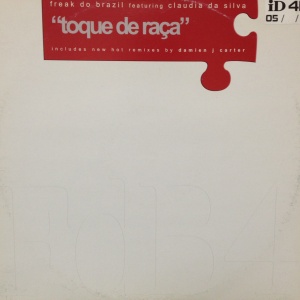 freak do brazil featuring claudia da silva
"toque de raça"
includes new hot remixes by damien j carter
iD 4
05/ /